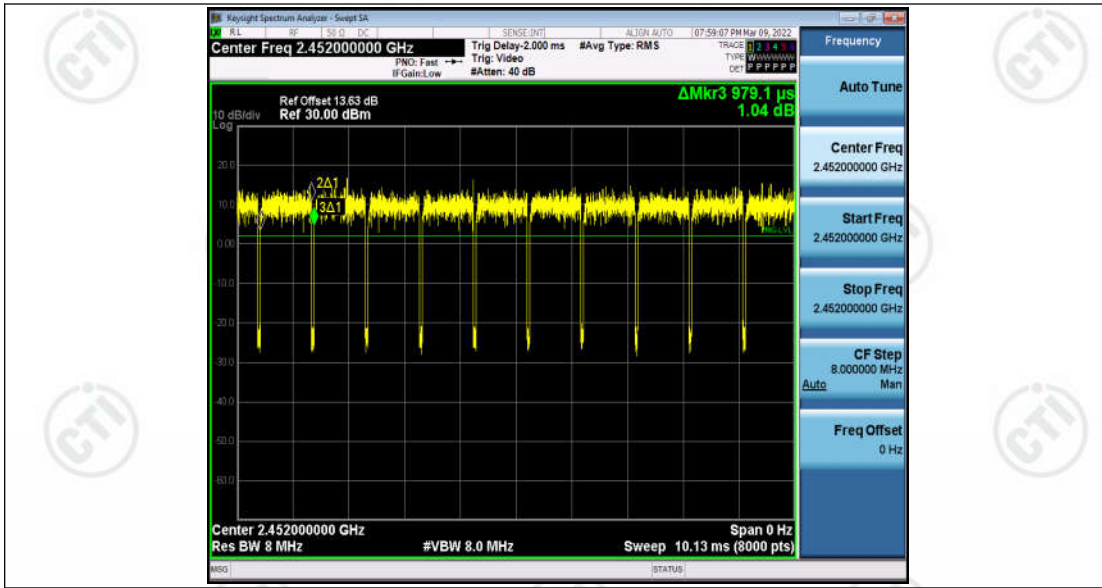 Keysight Spectrum Analyzer - Swept SA
RL RF 50 Ω DC SENSE:INT ALIGN AUTO 07:59:07 PM Mar 09, 2022
Center Freq 2.452000000 GHz
PNO: Fast
IFGain:Low
Trig Delay-2.000 ms
Trig: Video
#Atten: 40 dB
#Avg Type: RMS
TRACE 1 2 3 4 5 6
TYPE WWWWWWW
DET P P P P P P
Ref Offset 13.63 dB
10 dB/div Ref 30.00 dBm
Log
ΔMkr3 979.1 µs
1.04 dB
20.0
10.0
0.00
-10.0
-20.0
-30.0
-40.0
-50.0
-60.0
2Δ1
3Δ1
TRIG LVL
Center 2.452000000 GHz Span 0 Hz
Res BW 8 MHz #VBW 8.0 MHz Sweep 10.13 ms (8000 pts)
MSG STATUS
Frequency
Auto Tune
Center Freq
2.452000000 GHz
Start Freq
2.452000000 GHz
Stop Freq
2.452000000 GHz
CF Step
8.000000 MHz
Auto Man
Freq Offset
0 Hz
CTI
CTI
CTI
CTI